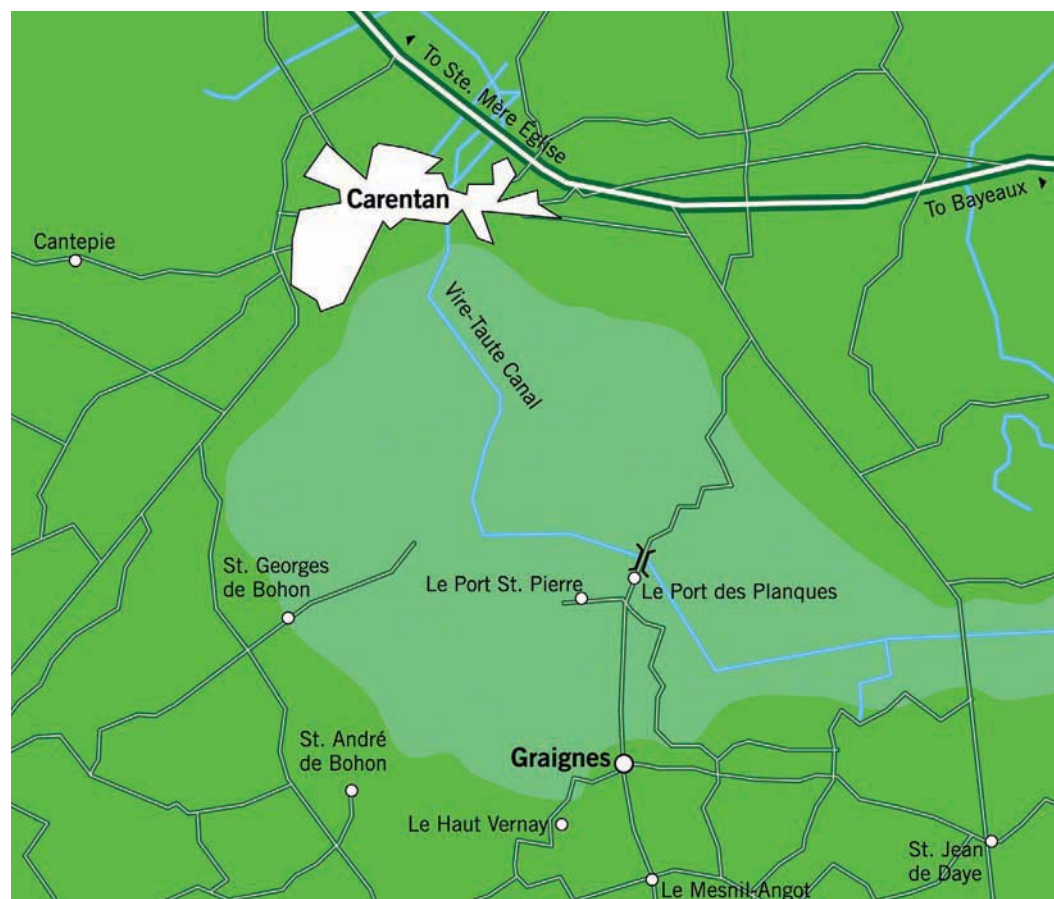 To Ste. Mère Église
Carentan
To Bayeaux
Cantepie
Vire-Taute Canal
St. Georges
de Bohon
Le Port St. Pierre
Le Port des Planques
St. André
de Bohon
Graignes
Le Haut Vernay
St. Jean
de Daye
Le Mesnil-Angot